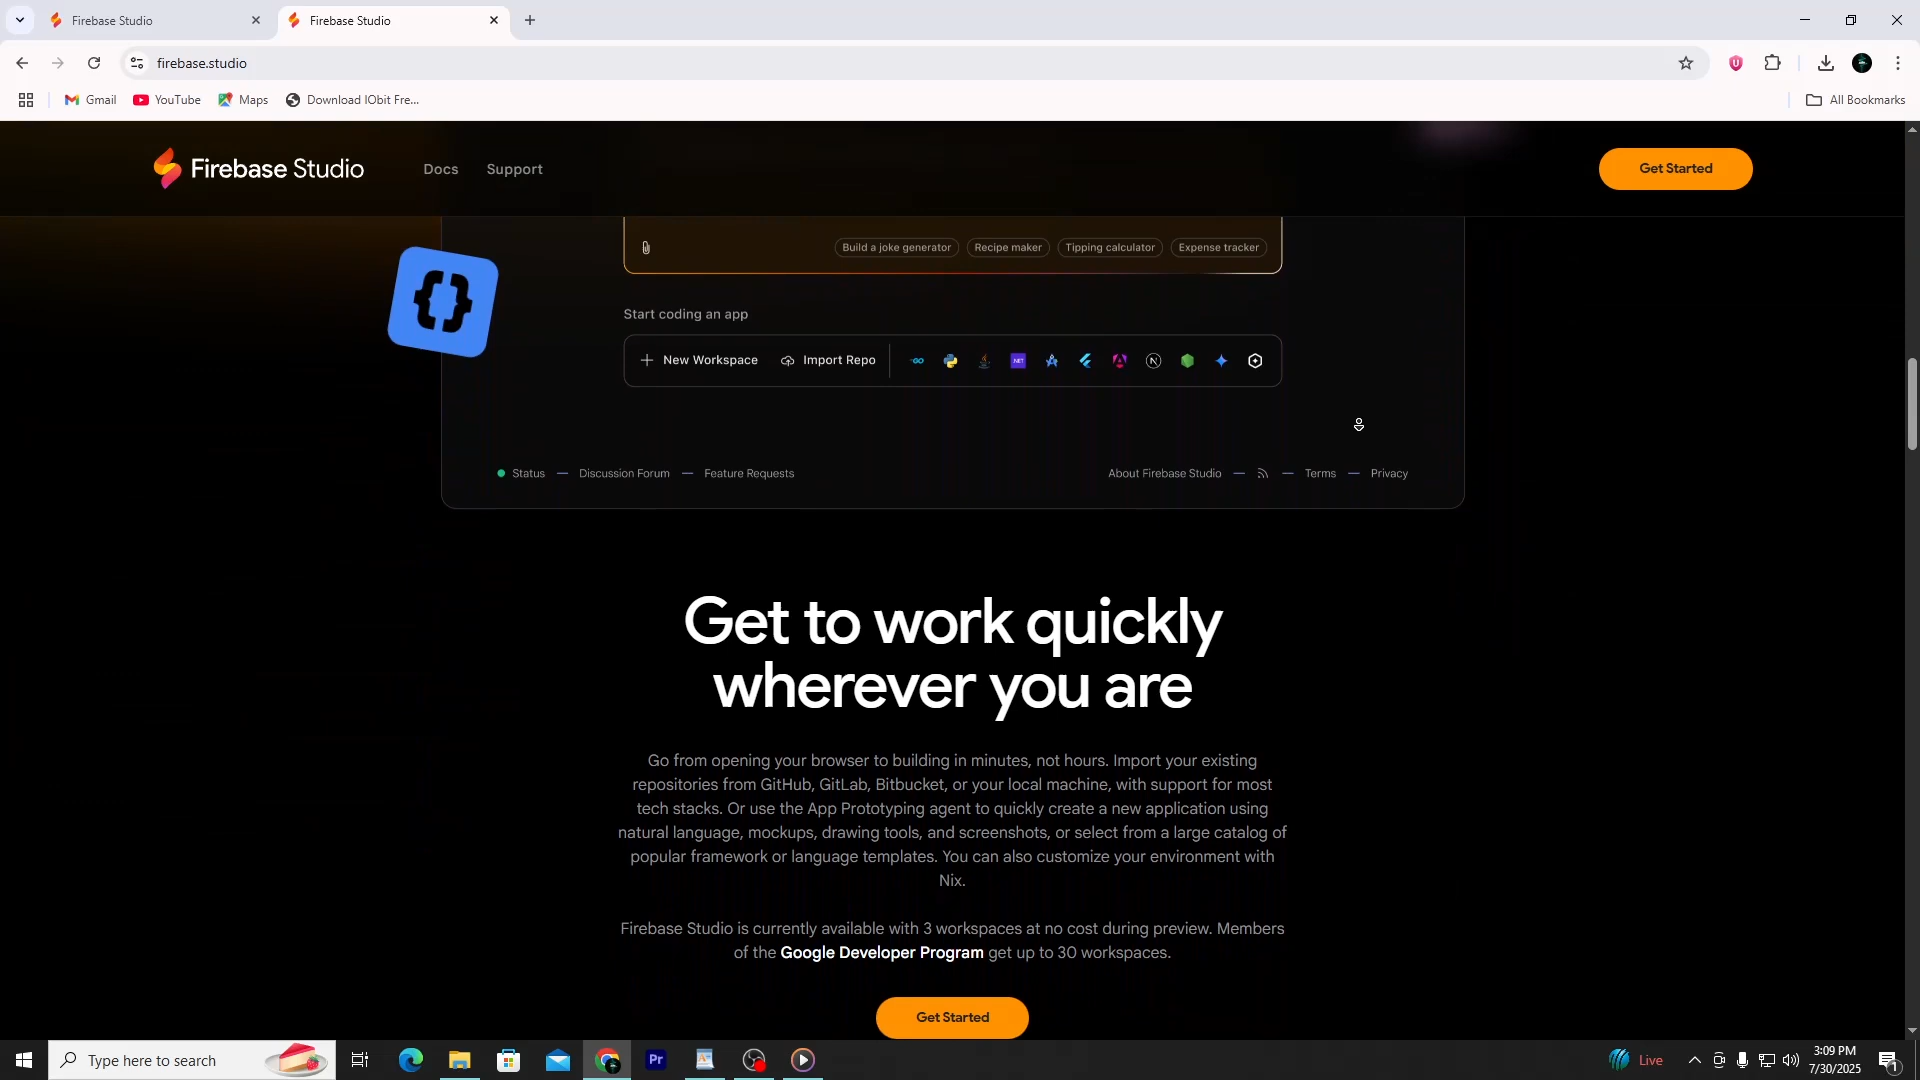 Firebase Studio
Firebase Studio
firebase.studio
Gmail
YouTube
Maps
Download IObit Fre...
All Bookmarks
Firebase Studio
Docs
Support
Get Started
Build a joke generator
Recipe maker
Tipping calculator
Expense tracker
Start coding an app
New Workspace
Import Repo
GO
.NET
N
Status
Discussion Forum
Feature Requests
About Firebase Studio
Terms
Privacy
Get to work quickly
wherever you are
Go from opening your browser to building in minutes, not hours. Import your existing
repositories from GitHub, GitLab, Bitbucket, or your local machine, with support for most
tech stacks. Or use the App Prototyping agent to quickly create a new application using
natural language, mockups, drawing tools, and screenshots, or select from a large catalog of
popular framework or language templates. You can also customize your environment with
Nix.
Firebase Studio is currently available with 3 workspaces at no cost during preview. Members
of the Google Developer Program get up to 30 workspaces.
Get Started
Type here to search
Pr
Live
3:09 PM
7/30/2025
1